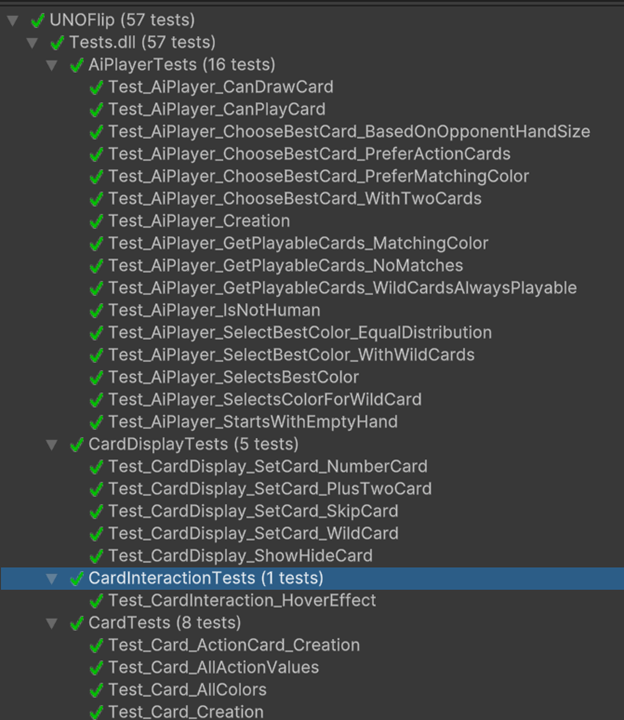 UNOFlip (57 tests)
Tests.dll (57 tests)
AiPlayerTests (16 tests)
Test_AiPlayer_CanDrawCard
Test_AiPlayer_CanPlayCard
Test_AiPlayer_ChooseBestCard_BasedOnOpponentHandSize
Test_AiPlayer_ChooseBestCard_PreferActionCards
Test_AiPlayer_ChooseBestCard_PreferMatchingColor
Test_AiPlayer_ChooseBestCard_WithTwoCards
Test_AiPlayer_Creation
Test_AiPlayer_GetPlayableCards_MatchingColor
Test_AiPlayer_GetPlayableCards_NoMatches
Test_AiPlayer_GetPlayableCards_WildCardsAlwaysPlayable
Test_AiPlayer_IsNotHuman
Test_AiPlayer_SelectBestColor_EqualDistribution
Test_AiPlayer_SelectBestColor_WithWildCards
Test_AiPlayer_SelectsBestColor
Test_AiPlayer_SelectsColorForWildCard
Test_AiPlayer_StartsWithEmptyHand
CardDisplayTests (5 tests)
Test_CardDisplay_SetCard_NumberCard
Test_CardDisplay_SetCard_PlusTwoCard
Test_CardDisplay_SetCard_SkipCard
Test_CardDisplay_SetCard_WildCard
Test_CardDisplay_ShowHideCard
CardInteractionTests (1 tests)
Test_CardInteraction_HoverEffect
CardTests (8 tests)
Test_Card_ActionCard_Creation
Test_Card_AllActionValues
Test_Card_AllColors
Test_Card_Creation